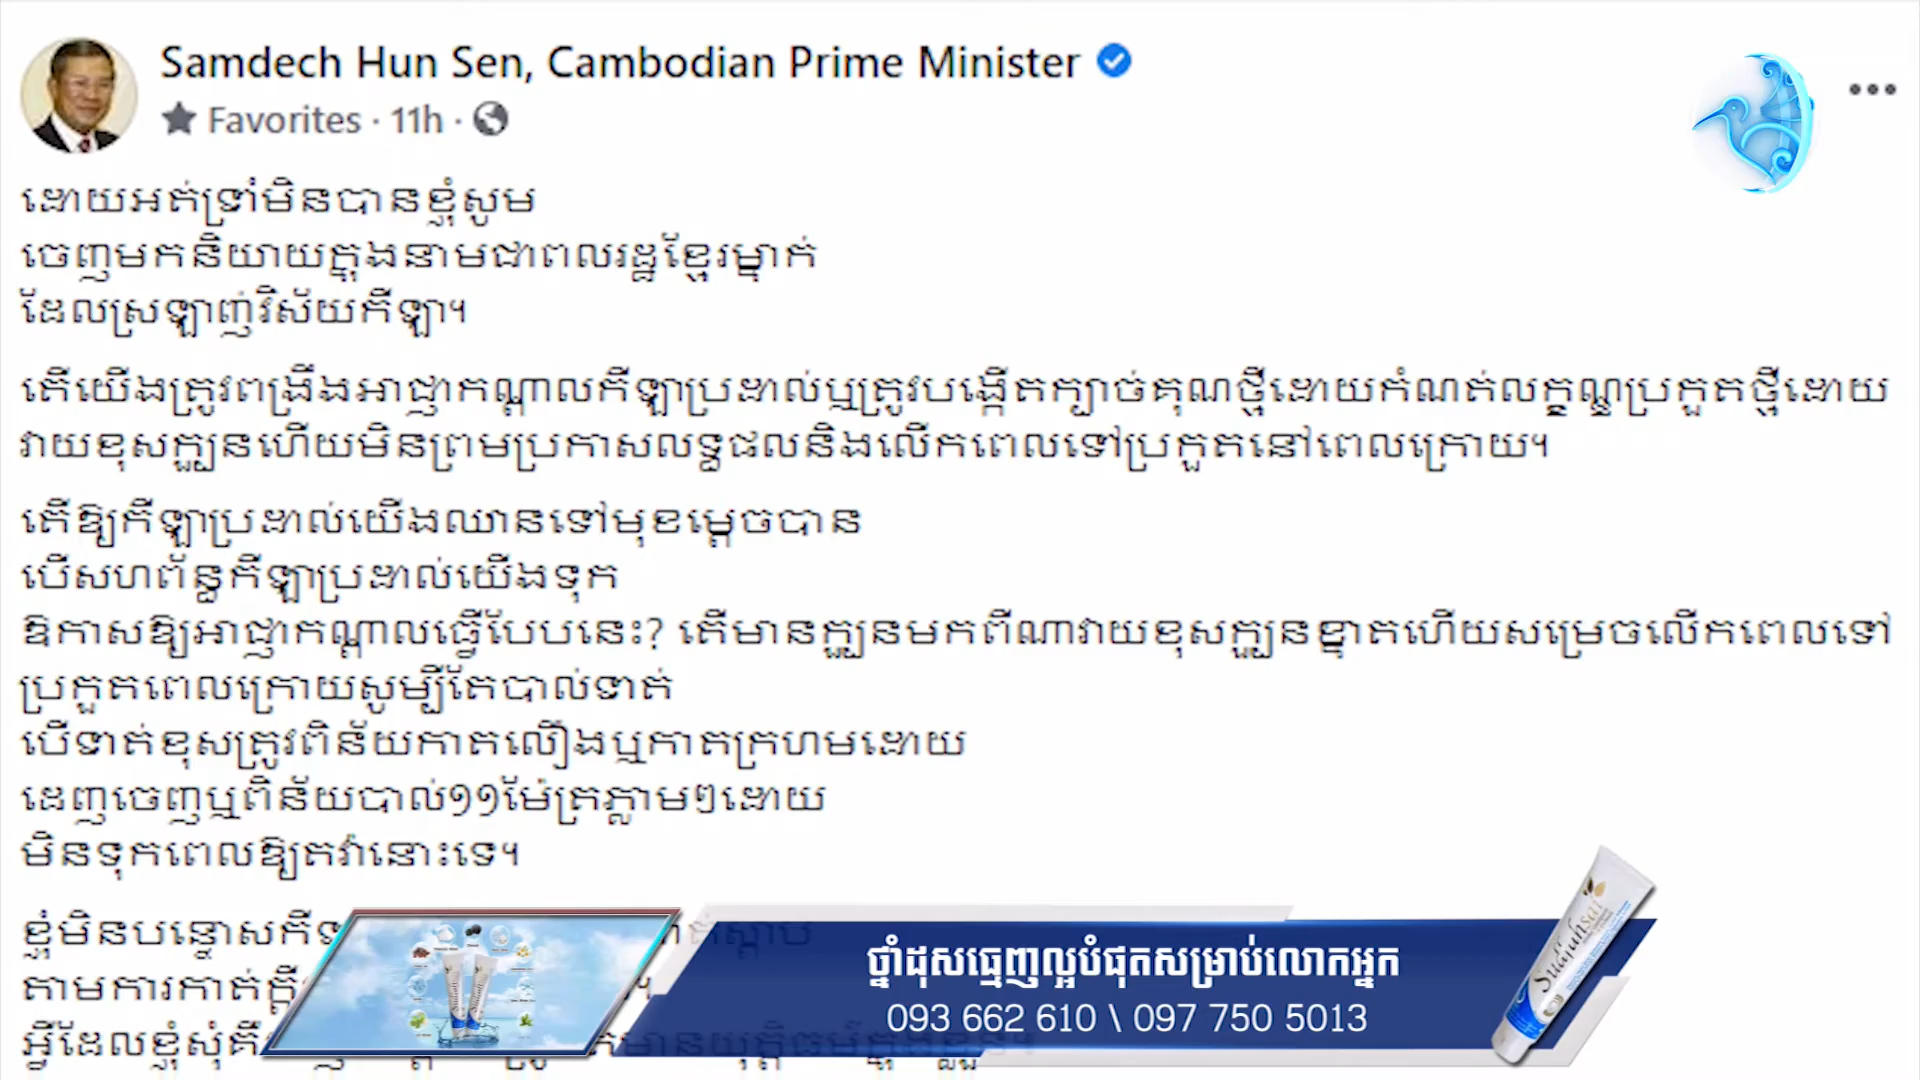 Samdech Hun Sen, Cambodian Prime Minister
Favorites · 11h ·
ដោយអត់ទ្រាំមិនបានខ្ញុំសូម
ចេញមកនិយាយក្នុងនាមជាពលរដ្ឋខ្មែរម្នាក់
ដែលស្រឡាញ់វិស័យកីឡា។
តើយើងត្រូវពង្រឹងអាជ្ញាកណ្តាលកីឡាប្រដាល់ឬត្រូវបង្កើតក្បាច់គុណថ្មីដោយកំណត់លក្ខណ្ឌប្រកួតថ្មីដោយ
វាយខុសក្បួនហើយមិនព្រមប្រកាសលទ្ធផលនិងលើកពេលទៅប្រកួតនៅពេលក្រោយ។
តើឱ្យកីឡាប្រដាល់យើងឈានទៅមុខម្តេចបាន
បើសហព័ន្ធកីឡាប្រដាល់យើងទុក
ឱកាសឱ្យអាជ្ញាកណ្តាលធ្វើបែបនេះ? តើមានក្បួនមកពីណាវាយខុសក្បួនខ្នាតហើយសម្រេចលើកពេលទៅ
ប្រកួតពេលក្រោយសូម្បីតែបាល់ទាត់
បើទាត់ខុសត្រូវពិន័យកាតលឿងឬកាតក្រហមដោយ
ដេញចេញឬពិន័យបាល់១១ម៉ែត្រភ្លាមៗដោយ
មិនទុកពេលឱ្យតវ៉ានោះទេ។
ខ្ញុំមិនបន្ទោសកី
តាមការកាត់ក្តី
អ្វីដែលខ្ញុំសុំគឺ
ថ្នាំដុសធ្មេញល្អបំផុតសម្រាប់លោកអ្នក
093 662 610 \ 097 750 5013